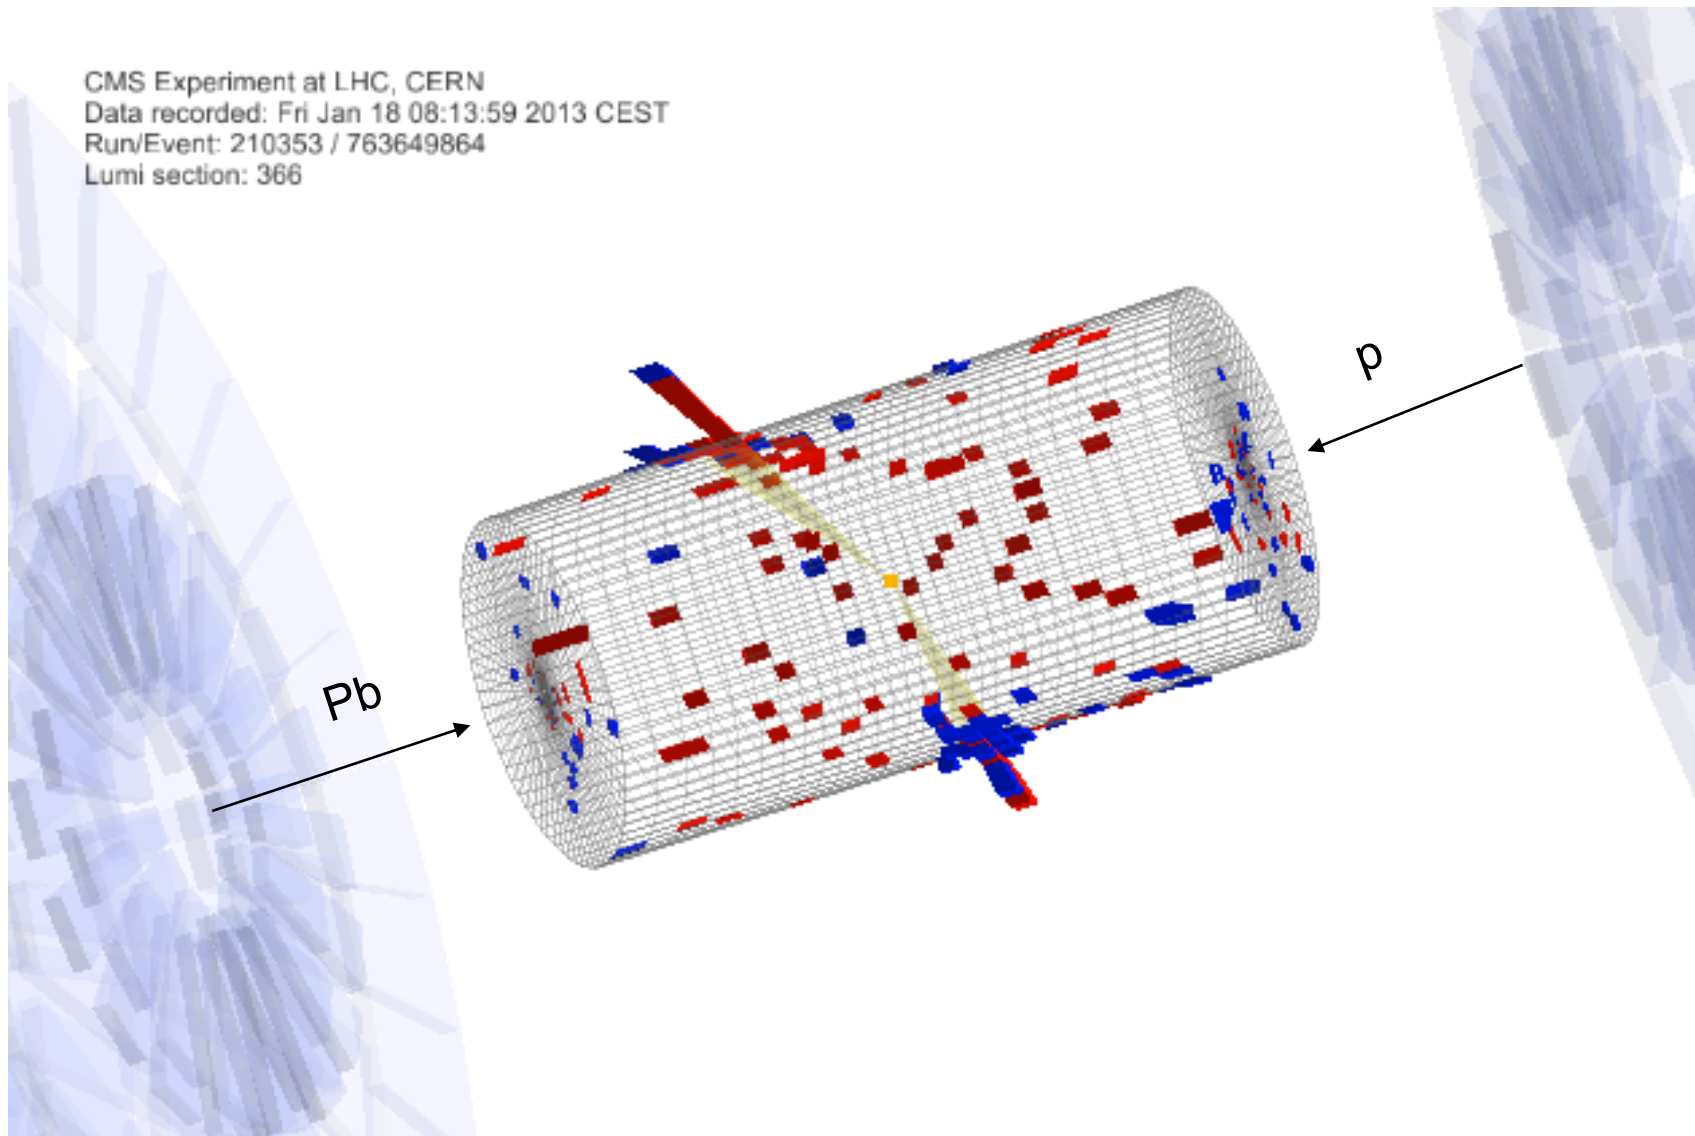 CMS Experiment at LHC, CERN
Data recorded: Fri Jan 18 08:13:59 2013 CEST
Run/Event: 210353 / 763649864
Lumi section: 366
p
Pb